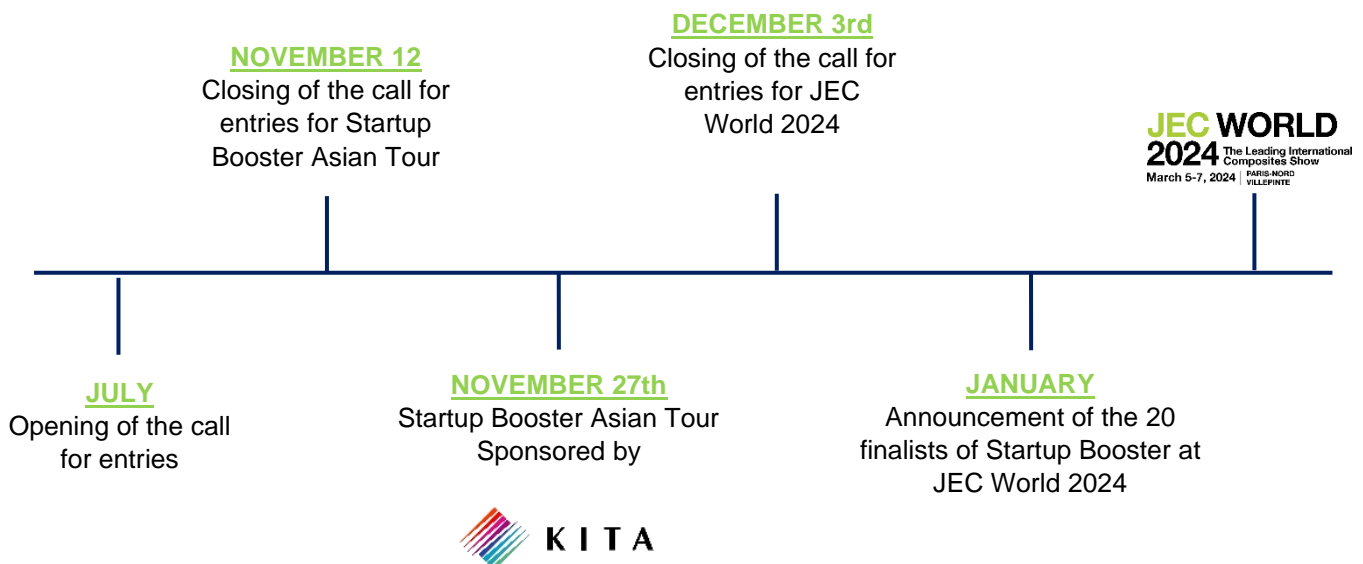 DECEMBER 3rd
Closing of the call for
entries for JEC
World 2024
NOVEMBER 12
Closing of the call for
entries for Startup
Booster Asian Tour
JEC WORLD
2024 The Leading International
Composites Show
March 5-7, 2024 | PARIS-NORD
VILLEPINTE
JULY
Opening of the call
for entries
NOVEMBER 27th
Startup Booster Asian Tour
Sponsored by
KITA
JANUARY
Announcement of the 20
finalists of Startup Booster at
JEC World 2024